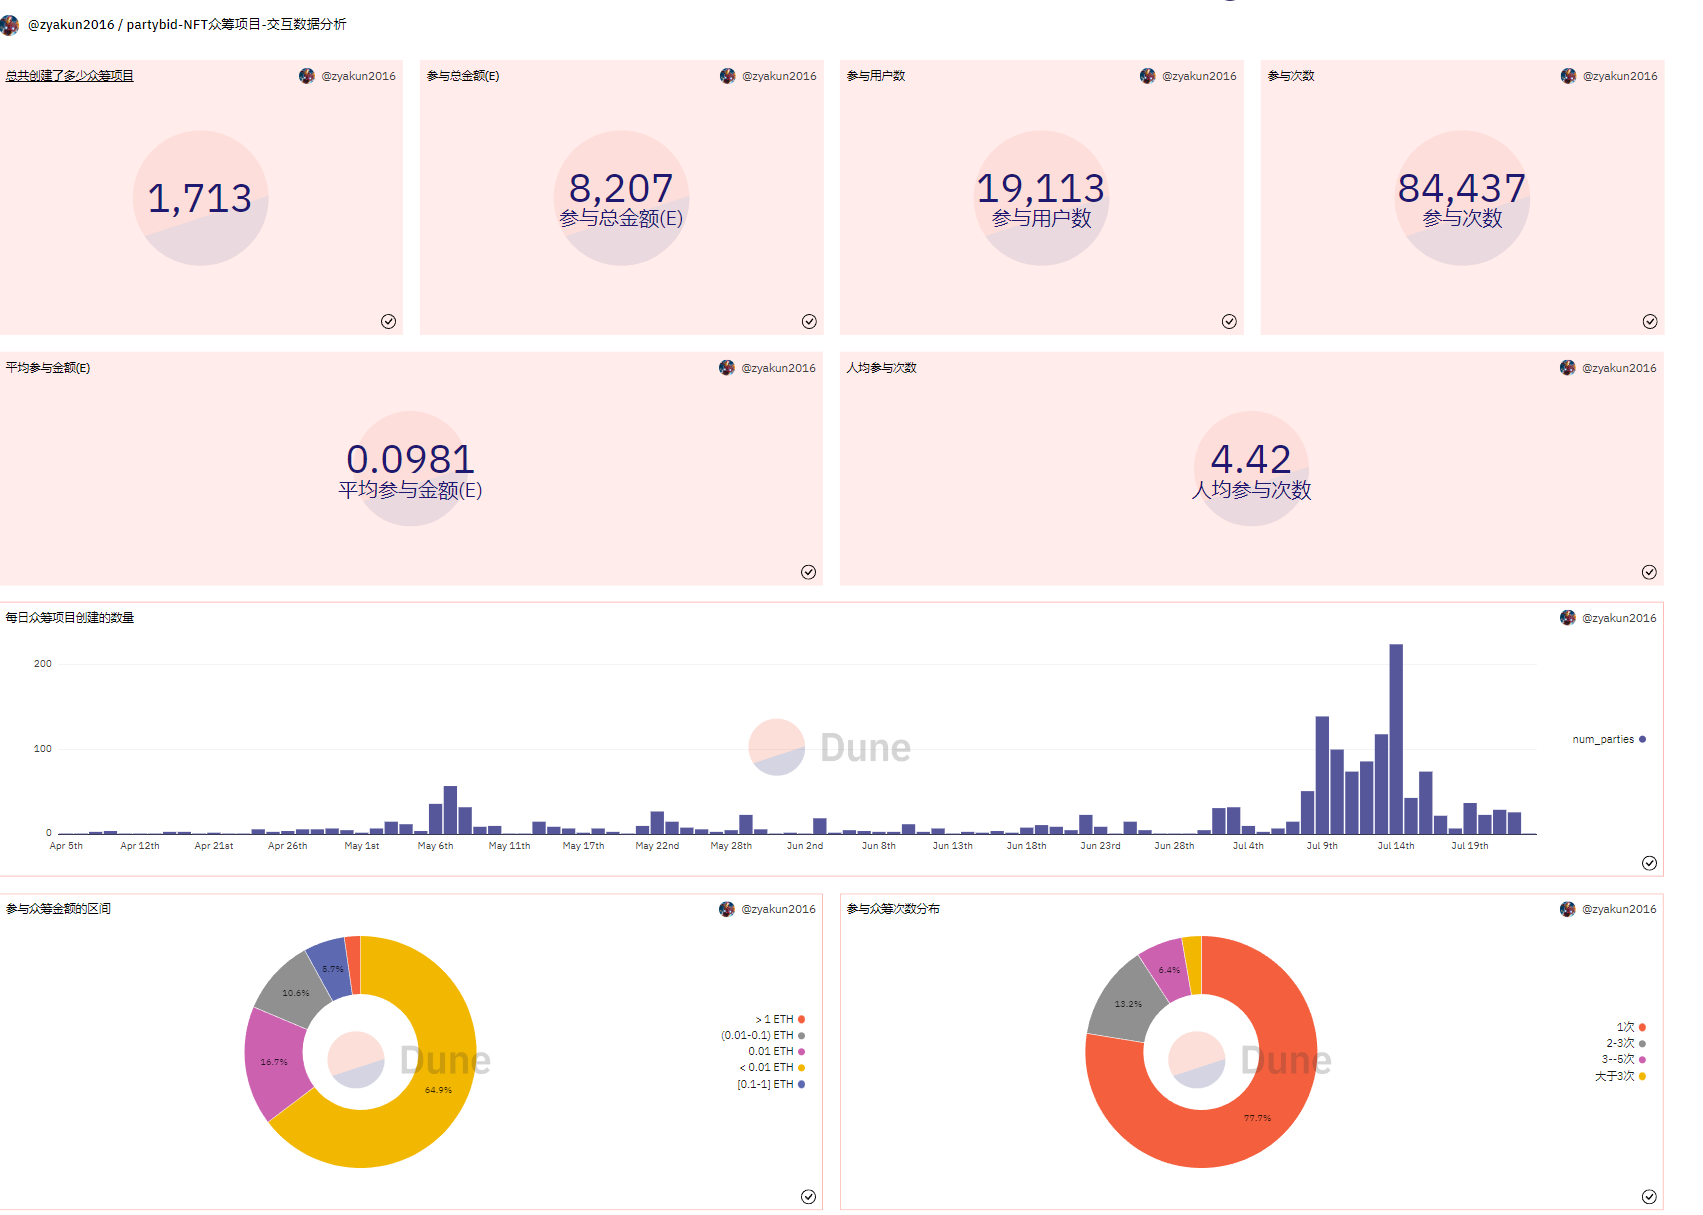 @zyakun2016 / partybid-NFT众筹项目-交互数据分析
总共创建了多少众筹项目
@zyakun2016
1,713
参与总金额(E)
@zyakun2016
8,207
参与总金额(E)
参与用户数
@zyakun2016
19,113
参与用户数
参与次数
@zyakun2016
84,437
参与次数
平均参与金额(E)
@zyakun2016
0.0981
平均参与金额(E)
人均参与次数
@zyakun2016
4.42
人均参与次数
每日众筹项目创建的数量
@zyakun2016
200
100
0
Dune
num_parties
Apr 5th Apr 12th Apr 21st Apr 26th May 1st May 6th May 11th May 17th May 22nd May 28th Jun 2nd Jun 8th Jun 13th Jun 18th Jun 23rd Jun 28th Jul 4th Jul 9th Jul 14th Jul 19th
参与众筹金额的区间
@zyakun2016
5.7%
10.6%
16.7%
64.9%
Dune
> 1 ETH
(0.01-0.1) ETH
0.01 ETH
< 0.01 ETH
[0.1-1] ETH
参与众筹次数分布
@zyakun2016
6.4%
13.2%
77.7%
Dune
1次
2-3次
3--5次
大于3次